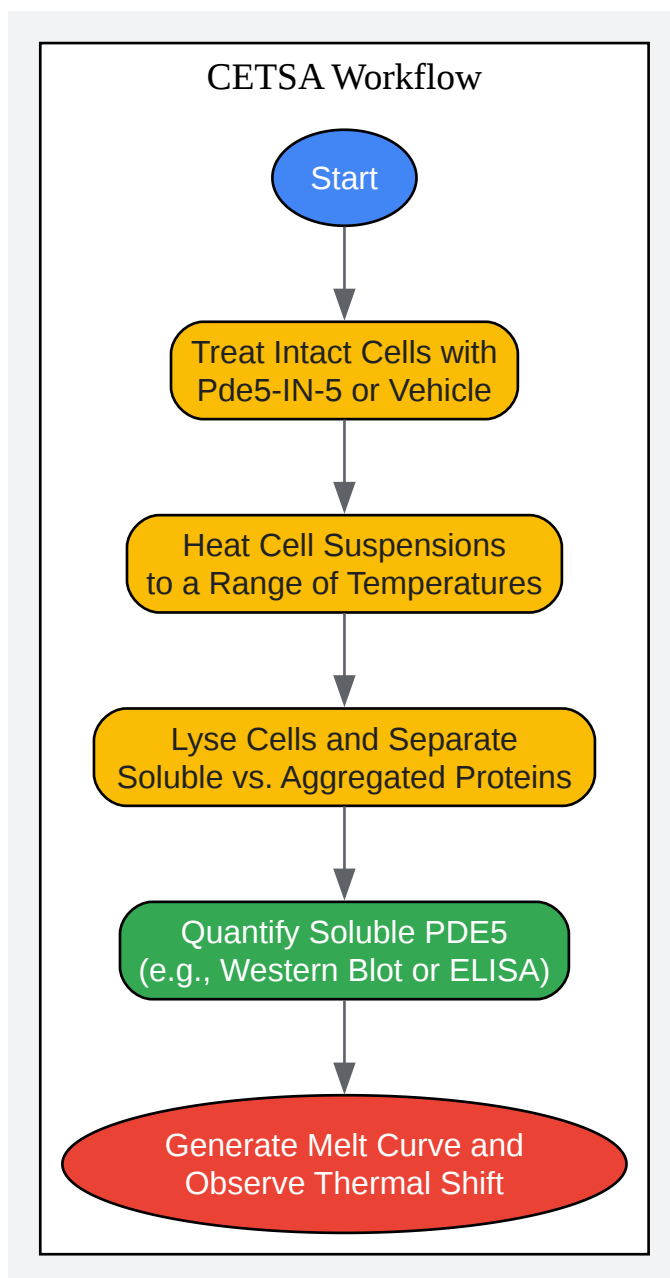 CETSA Workflow
Start
Treat Intact Cells with
Pde5-IN-5 or Vehicle
Heat Cell Suspensions
to a Range of Temperatures
Lyse Cells and Separate
Soluble vs. Aggregated Proteins
Quantify Soluble PDE5
(e.g., Western Blot or ELISA)
Generate Melt Curve and
Observe Thermal Shift